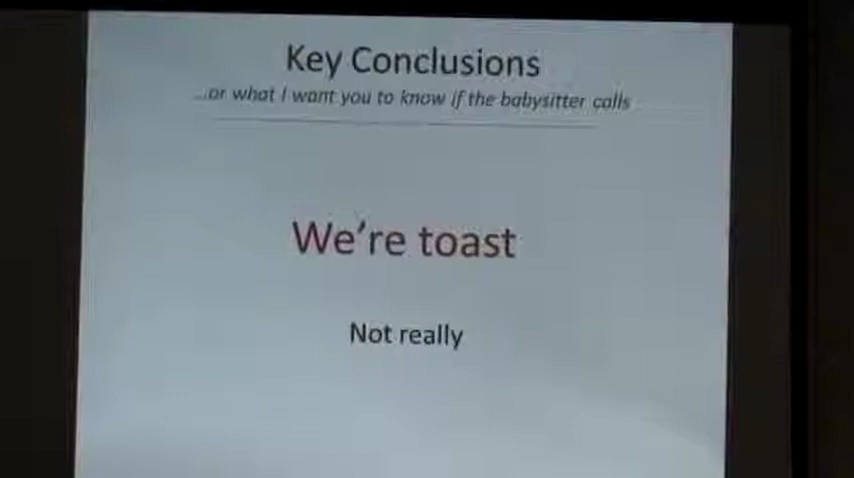 Key Conclusions
...or what I want you to know if the babysitter calls
We're toast
Not really